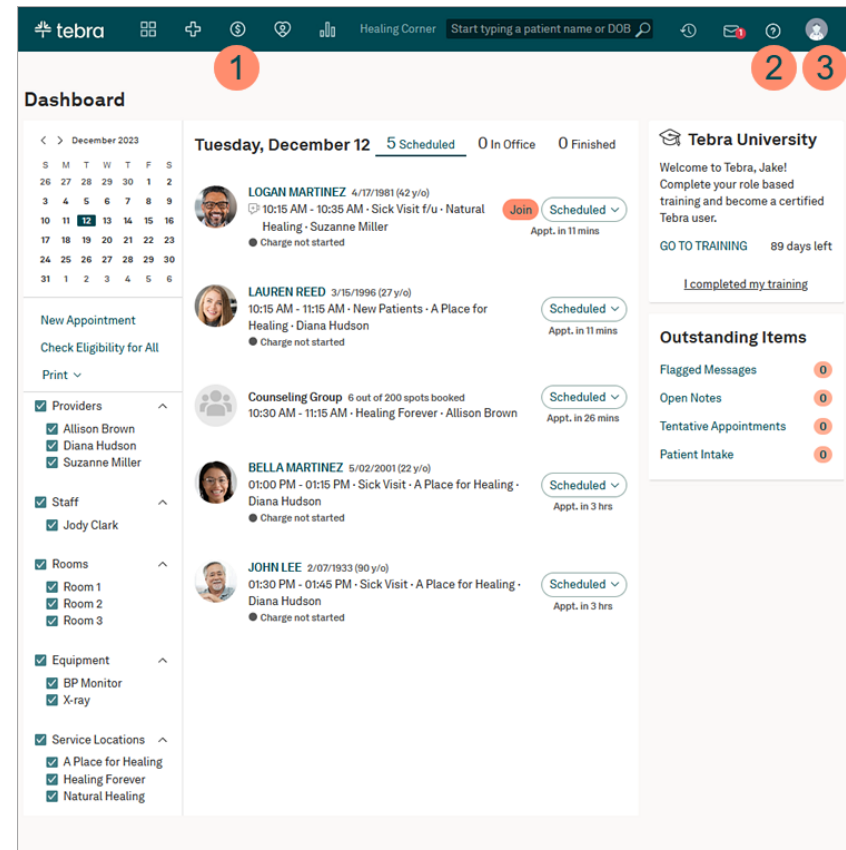 tebra
Healing Corner
Start typing a patient name or DOB
1
1
2
3
Dashboard
December 2023
S M T W T F S
26 27 28 29 30 1 2
3 4 5 6 7 8 9
10 11 12 13 14 15 16
17 18 19 20 21 22 23
24 25 26 27 28 29 30
31 1 2 3 4 5 6
New Appointment
Check Eligibility for All
Print
Providers
Allison Brown
Diana Hudson
Suzanne Miller
Staff
Jody Clark
Rooms
Room 1
Room 2
Room 3
Equipment
BP Monitor
X-ray
Service Locations
A Place for Healing
Healing Forever
Natural Healing
Tuesday, December 12 5 Scheduled 0 In Office 0 Finished
LOGAN MARTINEZ 4/17/1981 (42 y/o)
10:15 AM - 10:35 AM · Sick Visit f/u · Natural
Healing · Suzanne Miller
Charge not started
Join
Scheduled
Appt. in 11 mins
LAUREN REED 3/15/1996 (27 y/o)
10:15 AM - 11:15 AM · New Patients · A Place for
Healing · Diana Hudson
Charge not started
Scheduled
Appt. in 11 mins
Counseling Group 6 out of 200 spots booked
10:30 AM - 11:15 AM · Healing Forever · Allison Brown
Scheduled
Appt. in 26 mins
BELLA MARTINEZ 5/02/2001 (22 y/o)
01:00 PM - 01:15 PM · Sick Visit · A Place for Healing ·
Diana Hudson
Charge not started
Scheduled
Appt. in 3 hrs
JOHN LEE 2/07/1933 (90 y/o)
01:30 PM - 01:45 PM · Sick Visit · A Place for Healing ·
Diana Hudson
Charge not started
Scheduled
Appt. in 3 hrs
Tebra University
Welcome to Tebra, Jake!
Complete your role based
training and become a certified
Tebra user.
GO TO TRAINING 89 days left
I completed my training
Outstanding Items
Flagged Messages 0
Open Notes 0
Tentative Appointments 0
Patient Intake 0